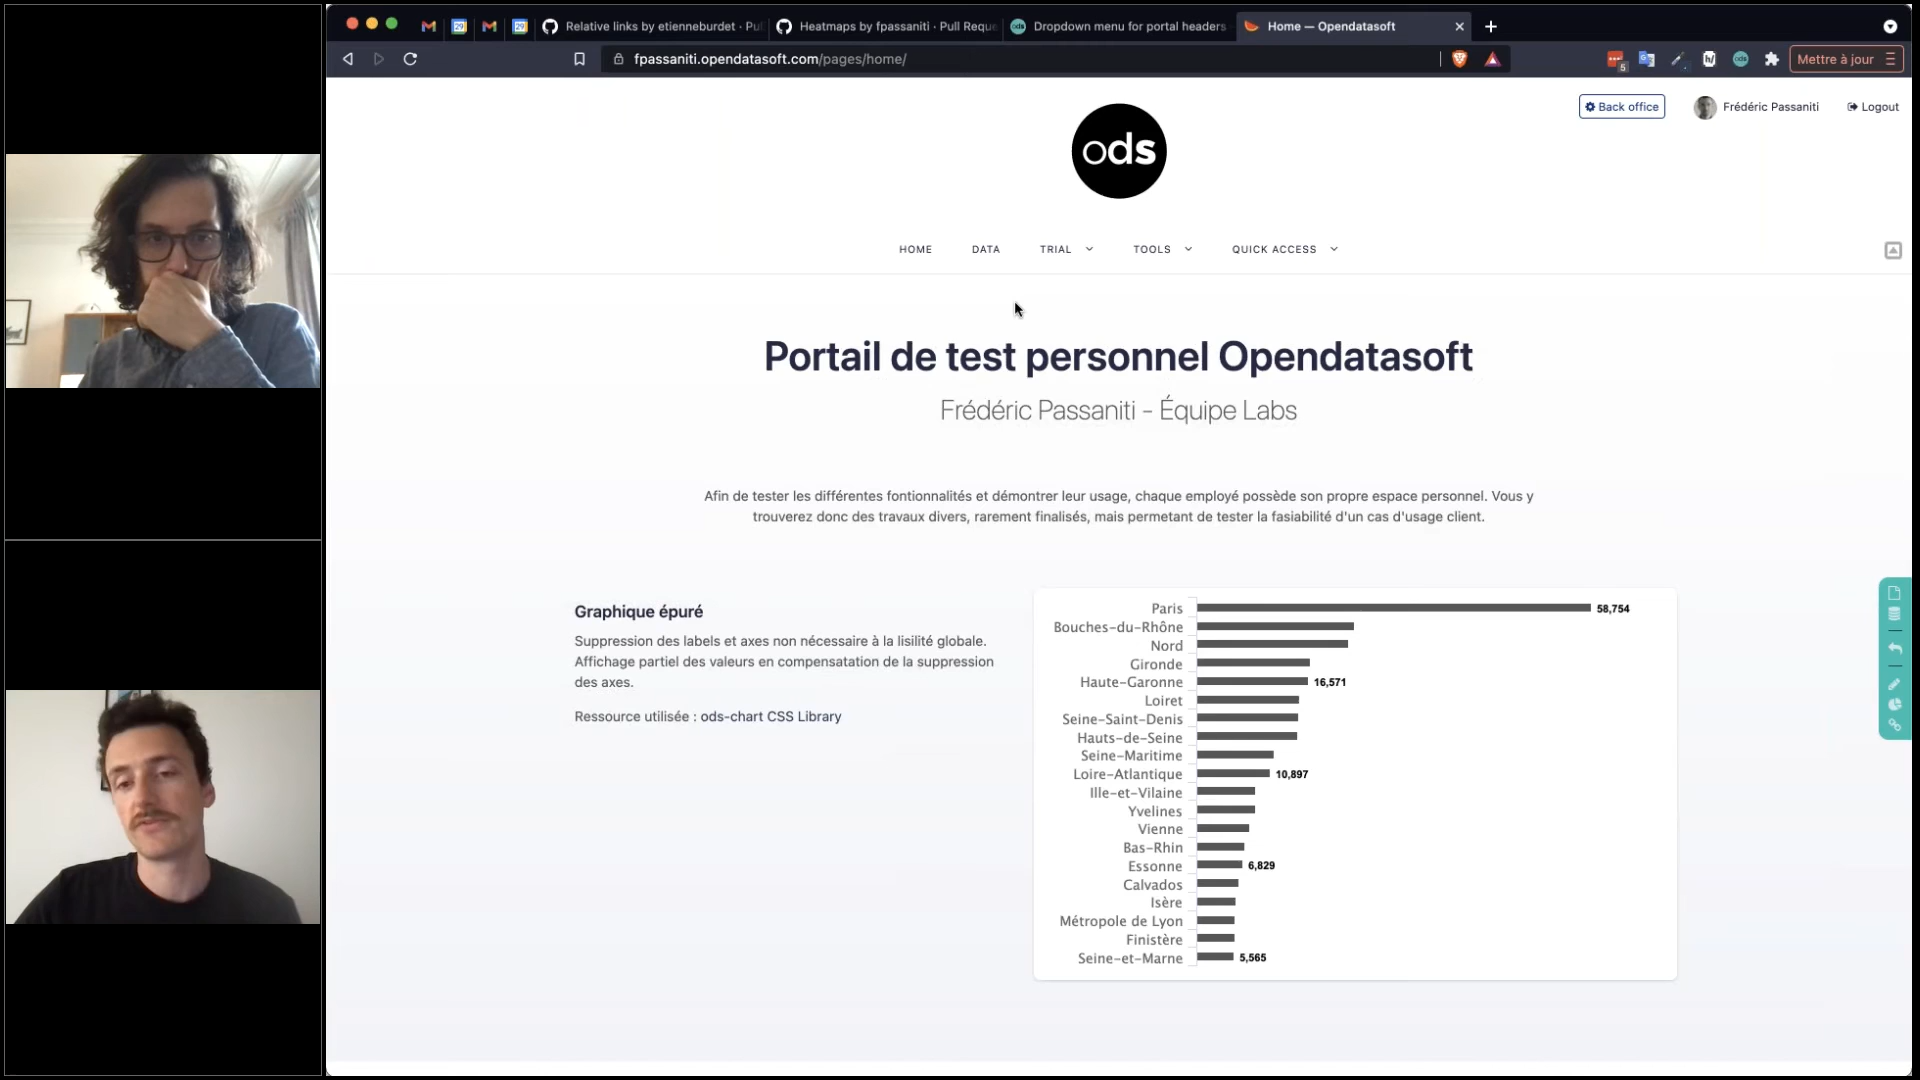 Relative links by etienneburdet · Pul
Heatmaps by fpassaniti · Pull Reque
Dropdown menu for portal headers
Home — Opendatasoft
fpassaniti.opendatasoft.com/pages/home/
5
Mettre à jour
Back office
Frédéric Passaniti
Logout
ods
HOME
DATA
TRIAL
TOOLS
QUICK ACCESS
Portail de test personnel Opendatasoft
Frédéric Passaniti - Équipe Labs
Afin de tester les différentes fontionnalités et démontrer leur usage, chaque employé possède son propre espace personnel. Vous y
trouverez donc des travaux divers, rarement finalisés, mais permetant de tester la fasiabilité d'un cas d'usage client.
Graphique épuré
Suppression des labels et axes non nécessaire à la lisilité globale.
Affichage partiel des valeurs en compensatation de la suppression
des axes.
Ressource utilisée : ods-chart CSS Library
Paris 58,754
Bouches-du-Rhône
Nord
Gironde
Haute-Garonne 16,571
Loiret
Seine-Saint-Denis
Hauts-de-Seine
Seine-Maritime
Loire-Atlantique 10,897
Ille-et-Vilaine
Yvelines
Vienne
Bas-Rhin
Essonne 6,829
Calvados
Isère
Métropole de Lyon
Finistère
Seine-et-Marne 5,565